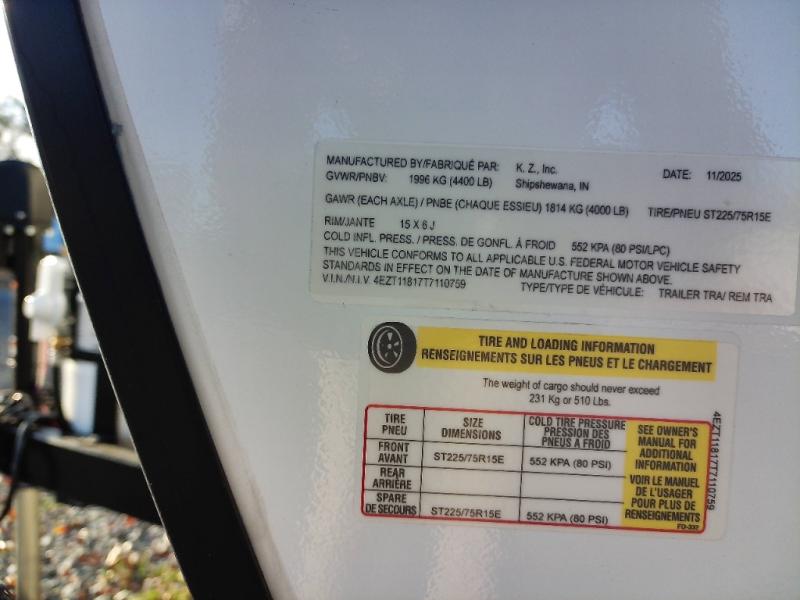 MANUFACTURED BY/FABRIQUÉ PAR: K. Z., Inc. DATE: 11/2025
GVWR/PNBV: 1996 KG (4400 LB) Shipshewana, IN
GAWR (EACH AXLE) / PNBE (CHAQUE ESSIEU) 1814 KG (4000 LB) TIRE/PNEU ST225/75R15E
RIM/JANTE 15 X 6 J
COLD INFL. PRESS. / PRESS. DE GONFL. À FROID 552 KPA (80 PSI/LPC)
THIS VEHICLE CONFORMS TO ALL APPLICABLE U.S. FEDERAL MOTOR VEHICLE SAFETY
STANDARDS IN EFFECT ON THE DATE OF MANUFACTURE SHOWN ABOVE.
V.I.N./N.I.V. 4EZT11817T7110759 TYPE/TYPE DE VÉHICULE: TRAILER TRA/ REM TRA
TIRE AND LOADING INFORMATION
RENSEIGNEMENTS SUR LES PNEUS ET LE CHARGEMENT
The weight of cargo should never exceed
231 Kg or 510 Lbs.
TIRE
PNEU
SIZE
DIMENSIONS
COLD TIRE PRESSURE
PRESSION DES
PNEUS A FROID
FRONT
AVANT
ST225/75R15E
552 KPA (80 PSI)
REAR
ARRIÈRE
SPARE
DE SECOURS
ST225/75R15E
552 KPA (80 PSI)
SEE OWNER'S
MANUAL FOR
ADDITIONAL
INFORMATION
VOIR LE MANUEL
DE L'USAGER
POUR PLUS DE
RENSEIGNEMENTS
FD-332
4EZT11817T7110759